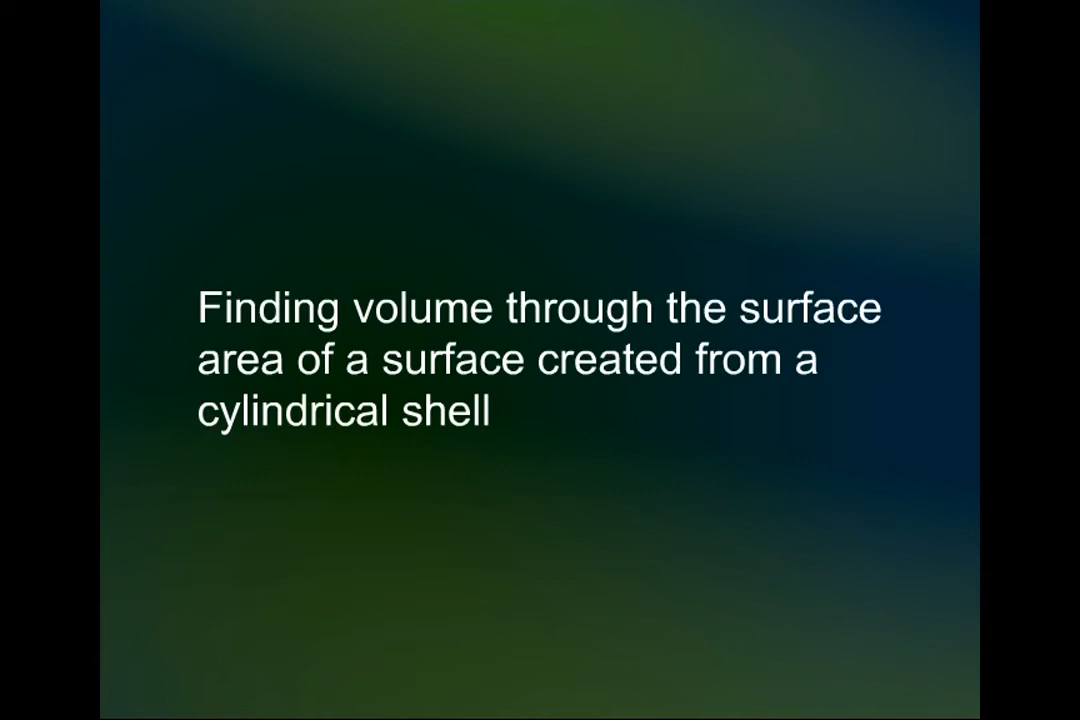 Finding volume through the surface
area of a surface created from a
cylindrical shell